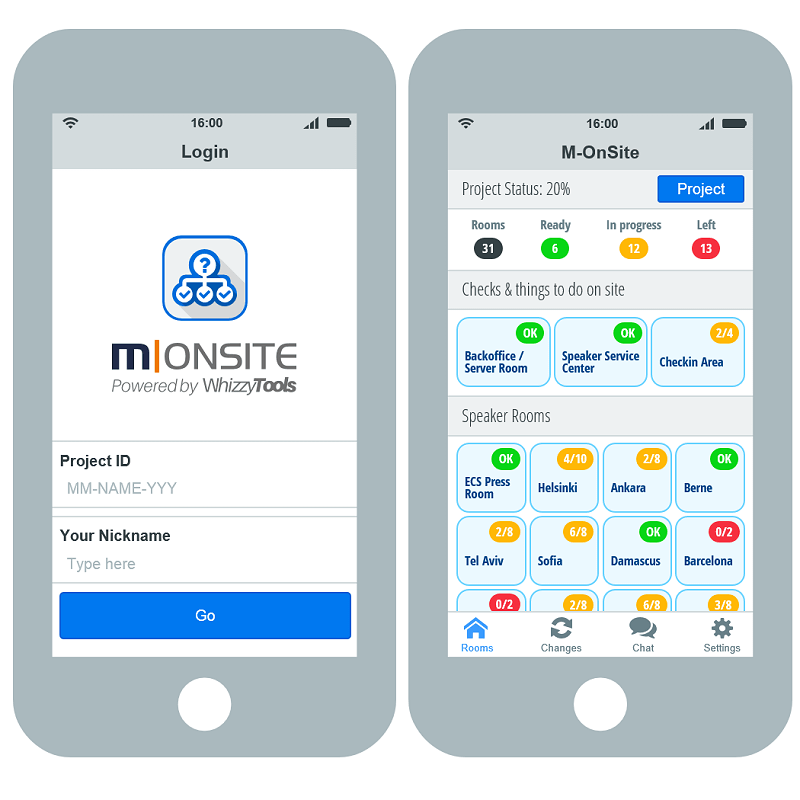 16:00
Login
?
m|ONSITE
Powered by WhizzyTools
Project ID
MM-NAME-YYY
Your Nickname
Type here
Go
16:00
M-OnSite
Project Status: 20%
Project
Rooms Ready In progress Left
31 6 12 13
Checks & things to do on site
OK OK 2/4
Backoffice /
Server Room
Speaker Service
Center
Checkin Area
Speaker Rooms
OK 4/10 2/8 OK
ECS Press
Room
Helsinki
Ankara
Berne
2/8 6/8 OK 0/2
Tel Aviv Sofia Damascus Barcelona
0/2 2/8 6/8 3/8
Rooms Changes Chat Settings